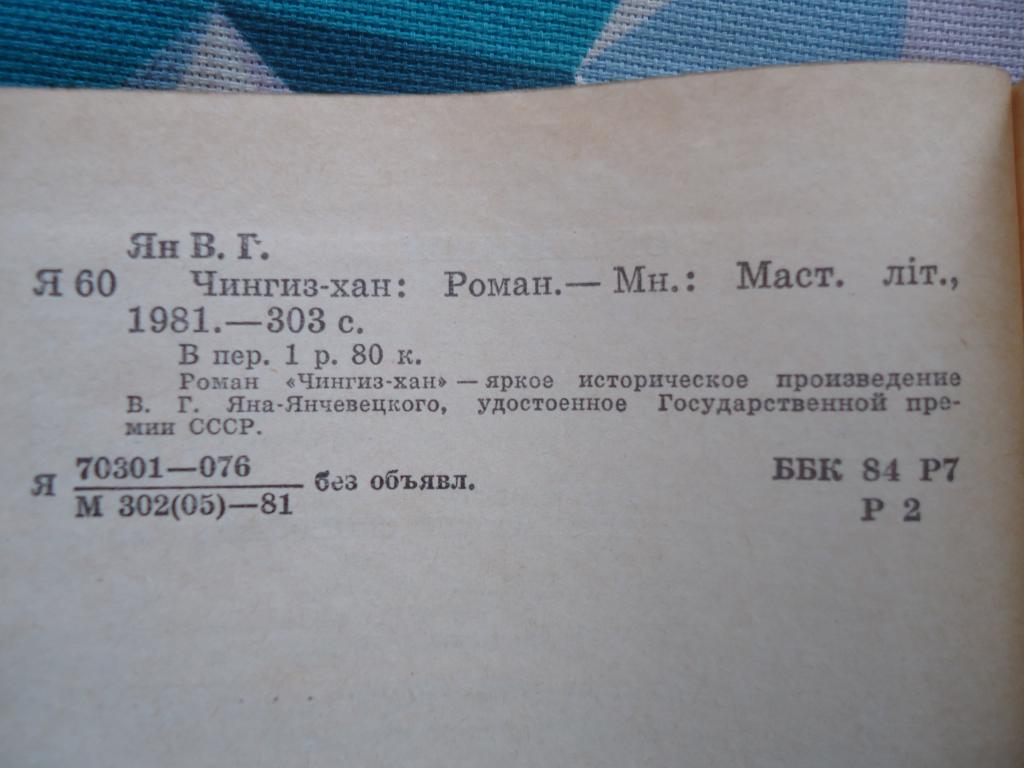 Ян В. Г.
Я 60 Чингиз-хан: Роман.— Мн.: Маст. літ.,
1981.—303 с.
В пер. 1 р. 80 к.
Роман «Чингиз-хан» — яркое историческое произведение
В. Г. Яна-Янчевецкого, удостоенное Государственной пре-
мии СССР.
Я 70301—076 без объявл. ББК 84 Р7
М 302(05)—81 Р 2